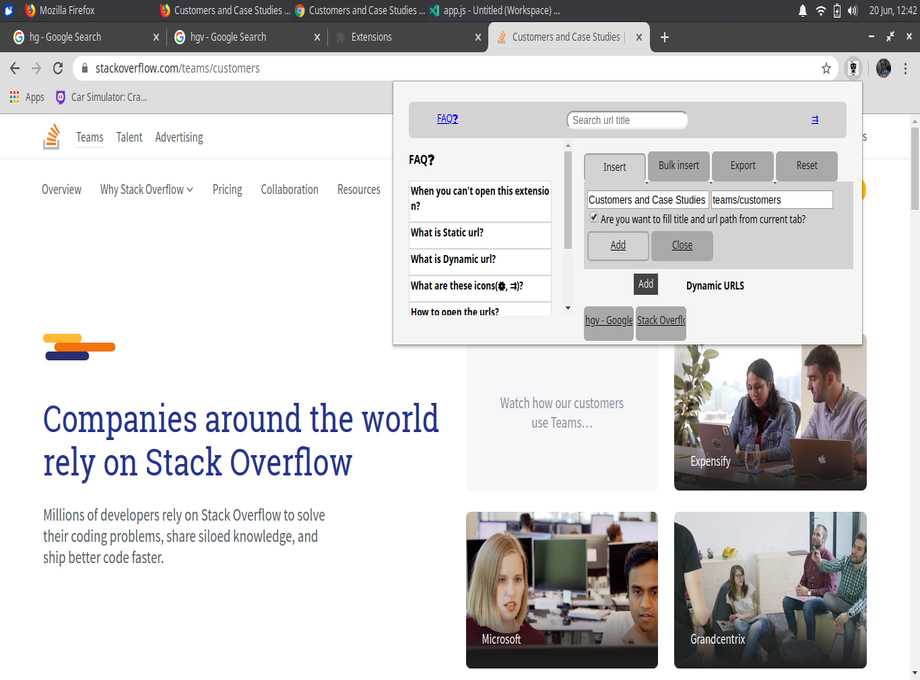 Mozilla Firefox
Customers and Case Studies ...
Customers and Case Studies ...
app.js - Untitled (Workspace) ...
20 Jun, 12:42
hg - Google Search
hgv - Google Search
Extensions
Customers and Case Studies |
stackoverflow.com/teams/customers
Apps
Car Simulator: Cra...
Teams
Talent
Advertising
Overview
Why Stack Overflow
Pricing
Collaboration
Resources
FAQ?
Search url title
FAQ?
When you can't open this extensio
n?
What is Static url?
What is Dynamic url?
What are these icons(⚙, ⇉)?
How to open the urls?
Insert
Bulk insert
Export
Reset
Customers and Case Studies
teams/customers
Are you want to fill title and url path from current tab?
Add
Close
Add
Dynamic URLS
hgv - Google
Stack Overflo
Companies around the world
rely on Stack Overflow
Millions of developers rely on Stack Overflow to solve
their coding problems, share siloed knowledge, and
ship better code faster.
Watch how our customers
use Teams...
Expensify
Microsoft
Grandcentrix